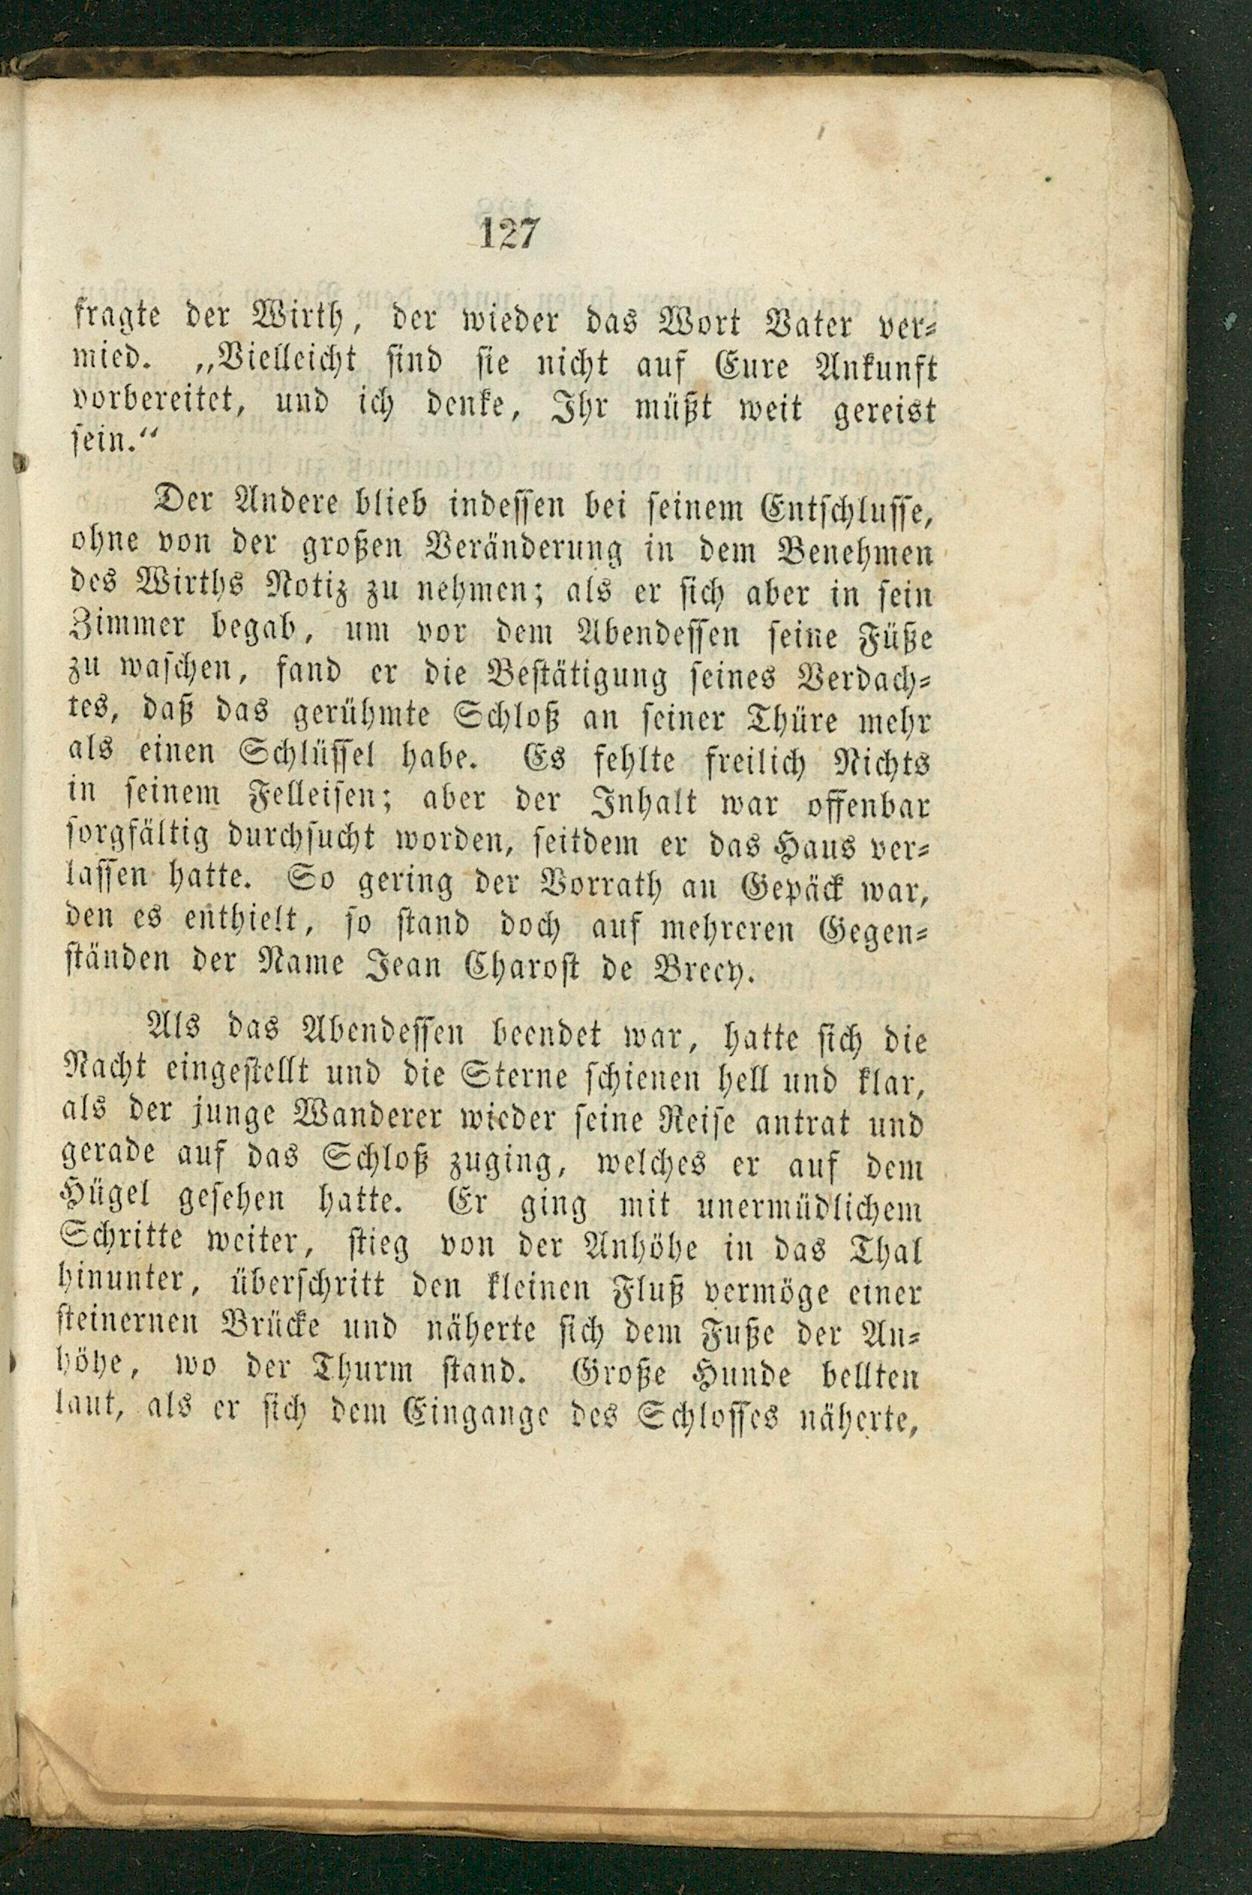 127
fragte der Wirth, der wieder das Wort Vater ver-
mied. „Vielleicht sind sie nicht auf Eure Ankunft
vorbereitet, und ich denke, Ihr müßt weit gereist
sein.“
Der Andere blieb indessen bei seinem Entschlusse,
ohne von der großen Veränderung in dem Benehmen
des Wirths Notiz zu nehmen; als er sich aber in sein
Zimmer begab, um vor dem Abendessen seine Füße
zu waschen, fand er die Bestätigung seines Verdach-
tes, daß das gerühmte Schloß an seiner Thüre mehr
als einen Schlüssel habe. Es fehlte freilich Nichts
in seinem Felleisen; aber der Inhalt war offenbar
sorgfältig durchsucht worden, seitdem er das Haus ver-
lassen hatte. So gering der Vorrath an Gepäck war,
den es enthielt, so stand doch auf mehreren Gegen-
ständen der Name Jean Charost de Brecy.
Als das Abendessen beendet war, hatte sich die
Nacht eingestellt und die Sterne schienen hell und klar,
als der junge Wanderer wieder seine Reise antrat und
gerade auf das Schloß zuging, welches er auf dem
Hügel gesehen hatte. Er ging mit unermüdlichem
Schritte weiter, stieg von der Anhöhe in das Thal
hinunter, überschritt den kleinen Fluß vermöge einer
steinernen Brücke und näherte sich dem Fuße der An-
höhe, wo der Thurm stand. Große Hunde bellten
laut, als er sich dem Eingange des Schlosses näherte,